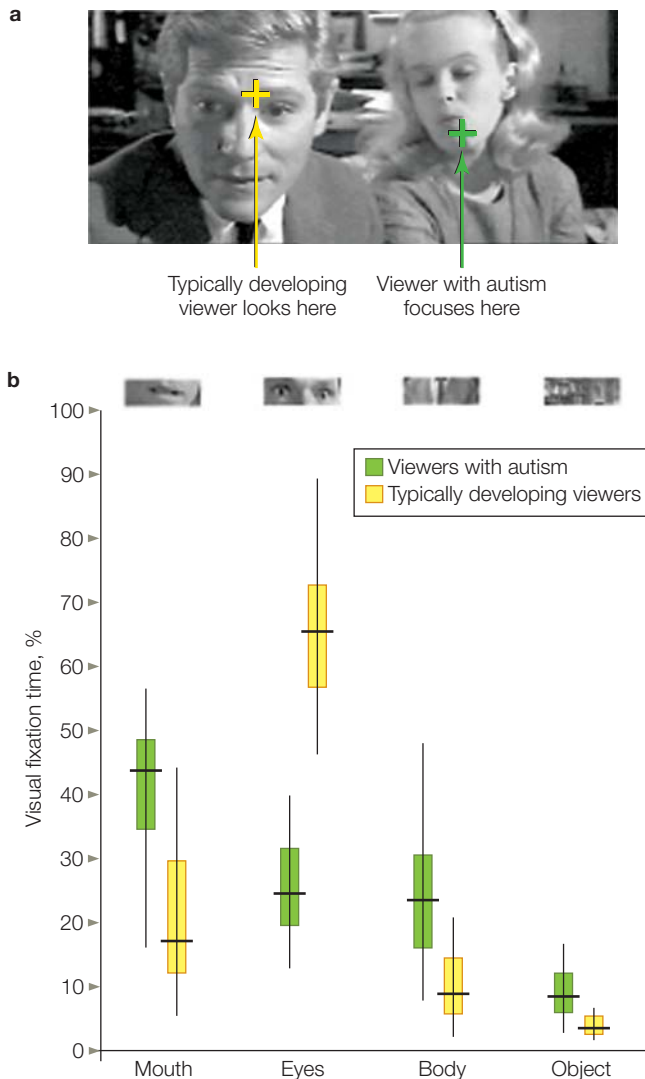 a
Typically developing
viewer looks here
Viewer with autism
focuses here
b
100
90
80
70
60
50
40
30
20
10
0
Visual fixation time, %
Viewers with autism
Typically developing viewers
Mouth
Eyes
Body
Object